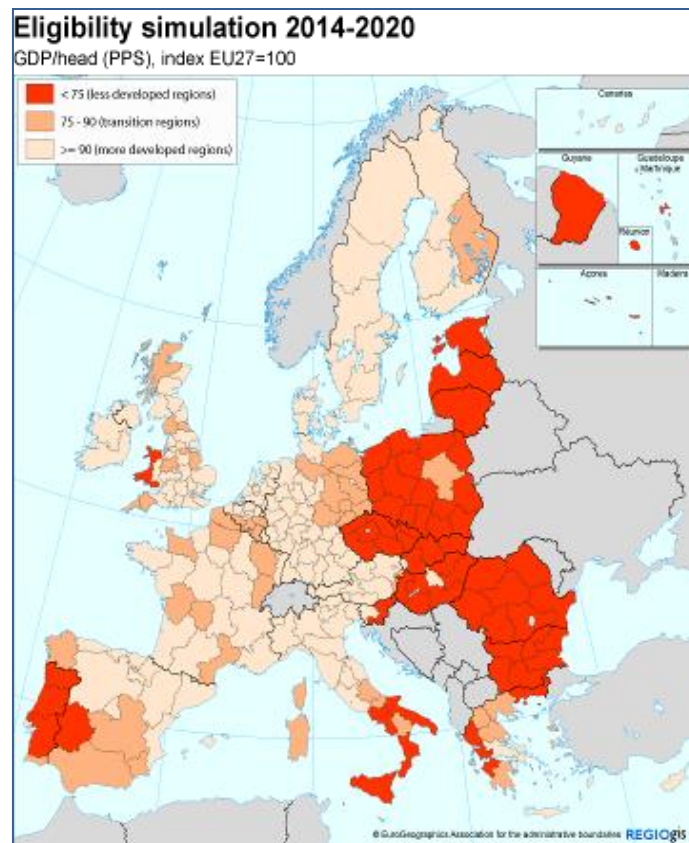 Eligibility simulation 2014-2020
GDP/head (PPS), index EU27=100
< 75 (less developed regions)
75 - 90 (transition regions)
>= 90 (more developed regions)
Canarias
Guyane
Guadeloupe
Martinique
Réunion
Açores
Madeira
© EuroGeographics Association for the administrative boundaries
REGIOgis